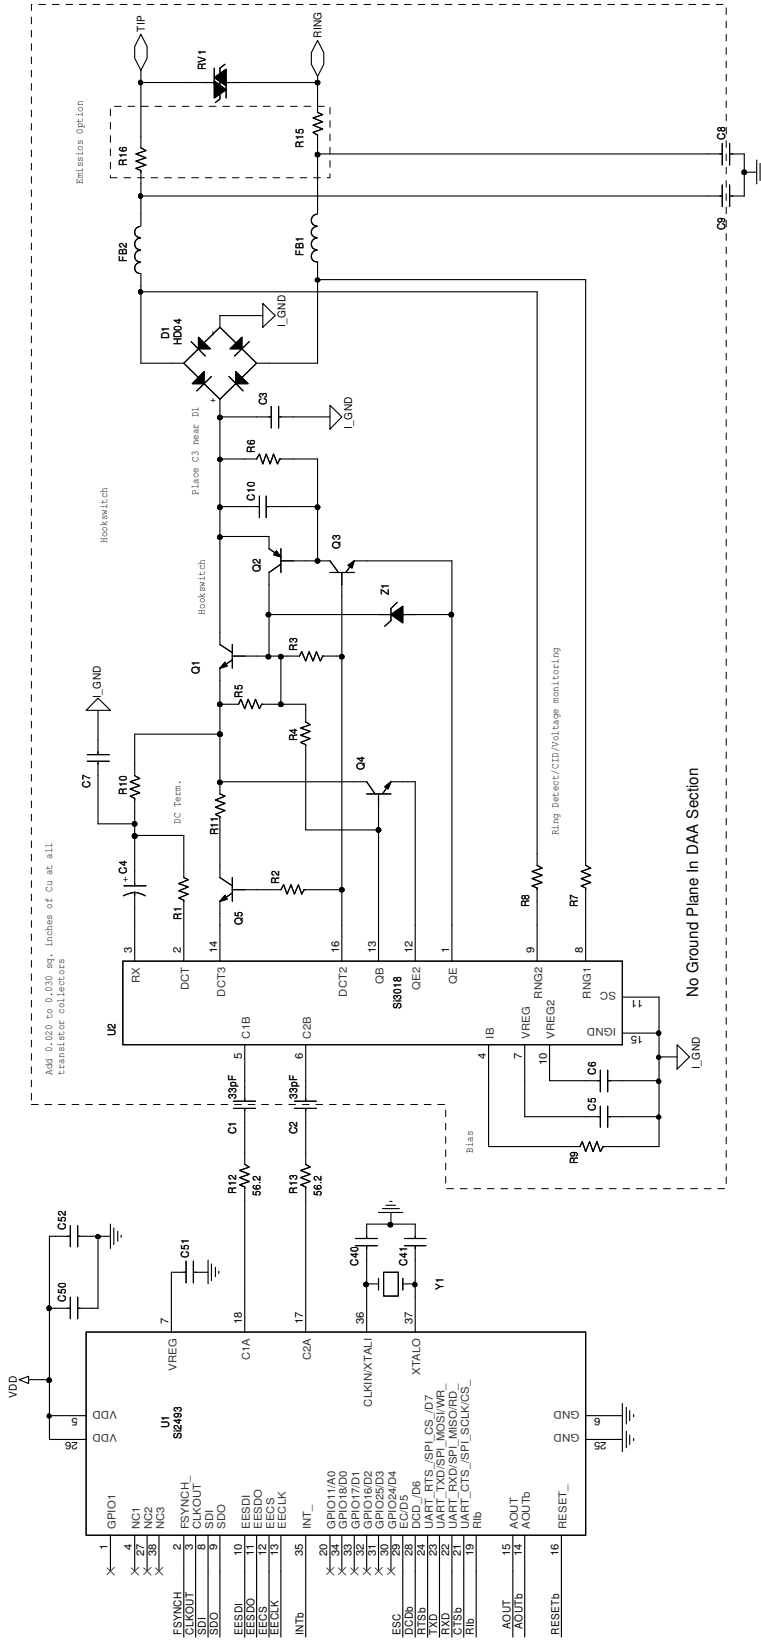 TIP
RING
RV1
Emissios Option
R16
R15
C8
C9
FB2
FB1
D1
HD04
I_GND
+
-
Place C3 near D1
C3
I_GND
R6
C10
Hookswitch
Hookswitch
Q2
Q3
Z1
Q1
R3
R5
R4
Q4
C7
I_GND
R10
DC Term.
R11
C4
+
R1
R2
Q5
R8
R7
Ring Detect/CID/Voltage monitoring
No Ground Plane In DAA Section
Add 0.020 to 0.030 sq. inches of Cu at all
transistor collectors
3
2
14
16
13
12
1
9
8
RX
DCT
DCT3
DCT2
QB
QE2
QE
RNG2
RNG1
U2
SI3018
C1B
C2B
IB
VREG
VREG2
IGND
SC
5
6
4
7
10
15
11
I_GND
33pF
C1
33pF
C2
C6
C5
R9
Bias
R12
56.2
R13
56.2
C52
C50
C51
C40
C41
Y1
VDD
7
18
17
36
37
VREG
C1A
C2A
CLKIN/XTALI
XTALO
5
26
VDD
VDD
U1
Si2493
GND
GND
6
25
GPIO1
NC1
NC2
NC3
FSYNCH_
CLKOUT_
SDI
SDO
EESDI
EESDO
EECS
EECLK
INT_
GPIO11/A0
GPIO18/D0
GPIO17/D1
GPIO16/D2
GPIO25/D3
GPIO24/D4
EC/D5
DCD_/D6
UART_RTS_/SPI_CS_/D7
UART_TXD/SPI_MOSI/WR_
UART_RXD/SPI_MISO/RD_
UART_CTS_/SPI_SCLK/CS_
RIb
AOUT
AOUTb
RESET_
1
4
27
38
2
3
8
9
10
11
12
13
35
20
34
33
32
31
30
29
28
24
23
22
21
19
15
14
16
FSYNCH
CLKOUT
SDI
SDO
EESDI
EESDO
EECS
EECLK
INTb
ESC
DCDb
RTSb
TXD
RXD
CTSb
RIb
AOUT
AOUTb
RESETb